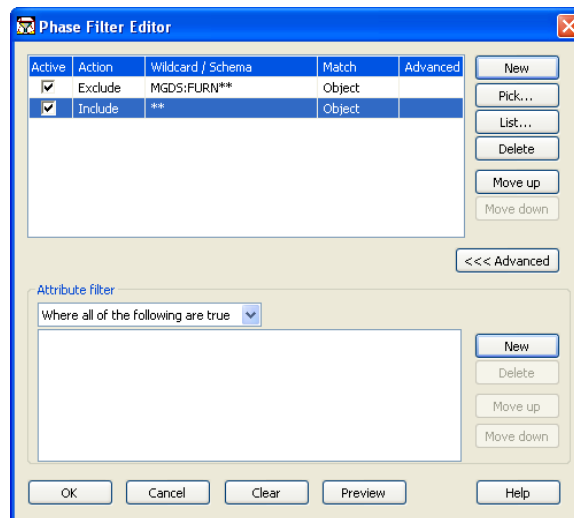 Phase Filter Editor
Active Action Wildcard / Schema Match Advanced
Exclude MGDS:FURN** Object
Include ** Object
New
Pick...
List...
Delete
Move up
Move down
<<< Advanced
Attribute filter
Where all of the following are true
New
Delete
Move up
Move down
OK Cancel Clear Preview Help